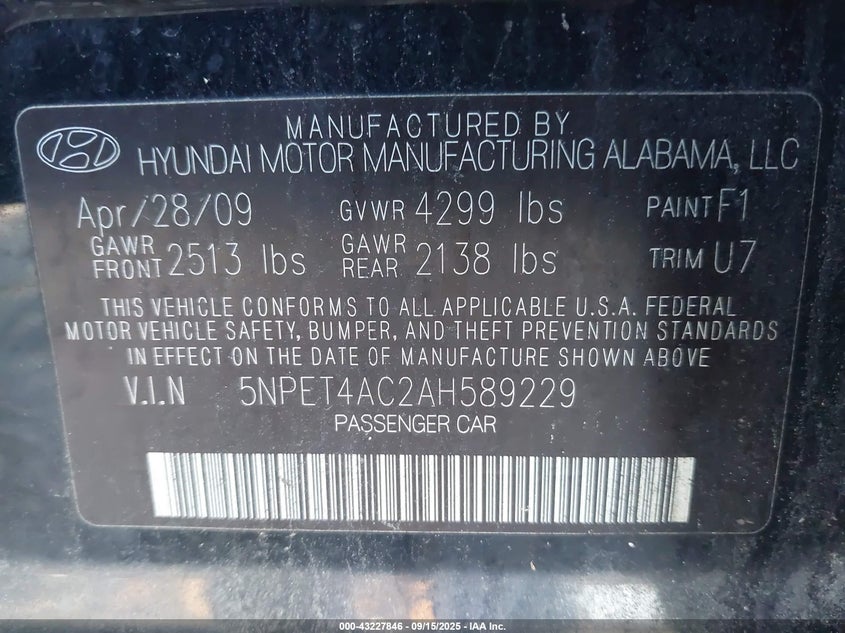 MANUFACTURED BY
HYUNDAI MOTOR MANUFACTURING ALABAMA, LLC
Apr/28/09 GVWR 4299 lbs PAINT F1
GAWR FRONT 2513 lbs GAWR REAR 2138 lbs TRIM U7
THIS VEHICLE CONFORMS TO ALL APPLICABLE U.S.A. FEDERAL
MOTOR VEHICLE SAFETY, BUMPER, AND THEFT PREVENTION STANDARDS
IN EFFECT ON THE DATE OF MANUFACTURE SHOWN ABOVE
V.I.N 5NPET4AC2AH589229
PASSENGER CAR
000-43227846 - 09/15/2025 - IAA Inc.